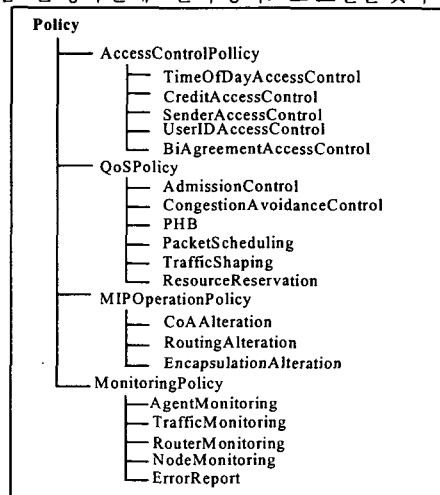 Policy
AccessControlPollicy
TimeOfDayAccessControl
CreditAccessControl
SenderAccessControl
UserIDAccessControl
BiAgreementAccessControl
QoSPolicy
AdmissionControl
CongestionAvoidanceControl
PHB
PacketScheduling
TrafficShaping
ResourceReservation
MIPOperationPolicy
CoAAlteration
RoutingAlteration
EncapsulationAlteration
MonitoringPolicy
AgentMonitoring
TrafficMonitoring
RouterMonitoring
NodeMonitoring
ErrorReport